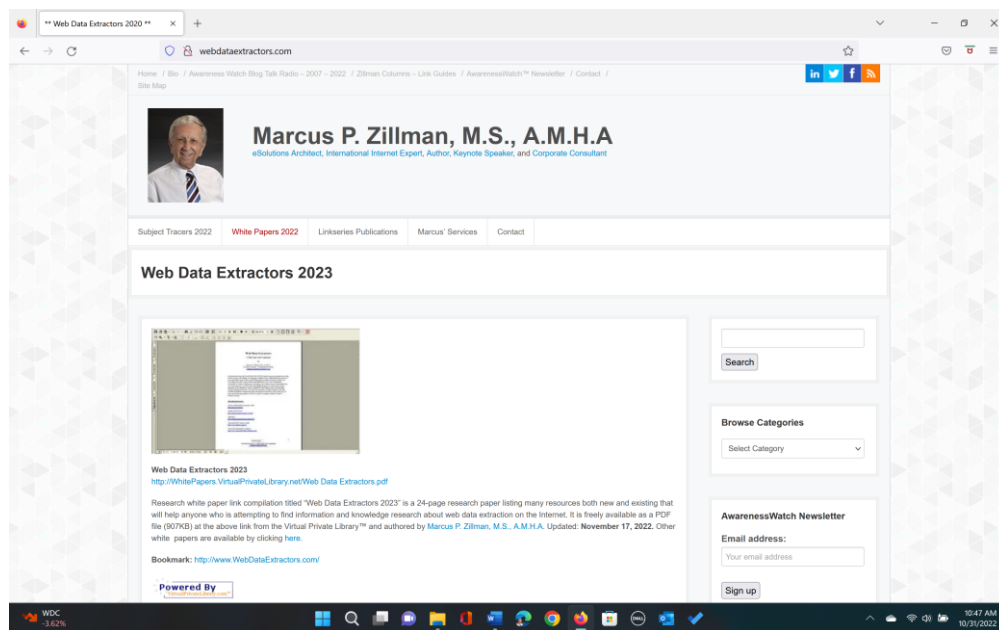 ** Web Data Extractors 2020 **
webdataextractors.com
Home / Bio / Awareness Watch Blog Talk Radio – 2007 – 2022 / Zillman Columns – Link Guides / AwarenessWatch™ Newsletter / Contact /
Site Map
Marcus P. Zillman, M.S., A.M.H.A
eSolutions Architect, International Internet Expert, Author, Keynote Speaker, and Corporate Consultant
Subject Tracers 2022
White Papers 2022
Linkseries Publications
Marcus' Services
Contact
Web Data Extractors 2023
Search
Browse Categories
Select Category
Web Data Extractors 2023
http://WhitePapers.VirtualPrivateLibrary.net/Web Data Extractors.pdf
Research white paper link compilation titled "Web Data Extractors 2023" is a 24-page research paper listing many resources both new and existing that
will help anyone who is attempting to find information and knowledge research about web data extraction on the Internet. It is freely available as a PDF
file (907KB) at the above link from the Virtual Private Library™ and authored by Marcus P. Zillman, M.S., A.M.H.A. Updated: November 17, 2022. Other
white papers are available by clicking here.
Bookmark: http://www.WebDataExtractors.com/
Powered By
AwarenessWatch Newsletter
Email address:
Your email address
Sign up
WDC
-3.62%
10:47 AM
10/31/2022